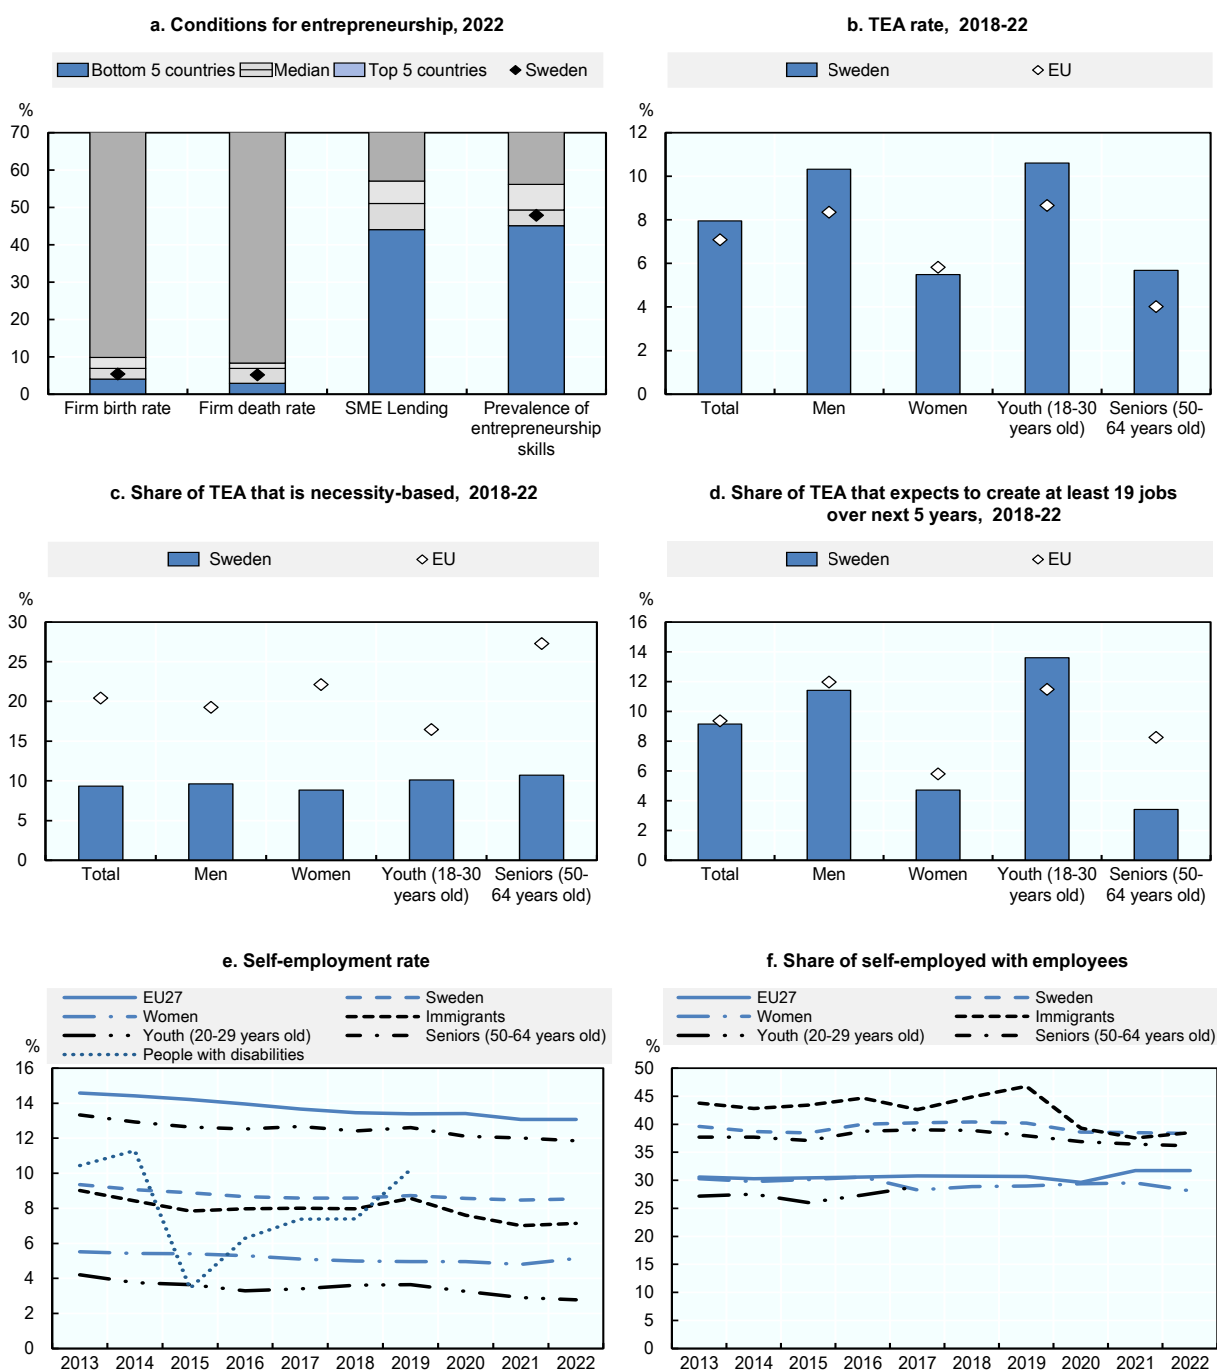 a. Conditions for entrepreneurship, 2022
Bottom 5 countries Median Top 5 countries Sweden
%
70
60
50
40
30
20
10
0
Firm birth rate Firm death rate SME Lending Prevalence of
entrepreneurship
skills
b. TEA rate, 2018-22
Sweden EU
%
12
10
8
6
4
2
0
Total Men Women Youth (18-30 Seniors (50-
years old) 64 years old)
c. Share of TEA that is necessity-based, 2018-22
Sweden EU
%
30
25
20
15
10
5
0
Total Men Women Youth (18-30 Seniors (50-
years old) 64 years old)
d. Share of TEA that expects to create at least 19 jobs
over next 5 years, 2018-22
Sweden EU
%
16
14
12
10
8
6
4
2
0
Total Men Women Youth (18-30 Seniors (50-
years old) 64 years old)
e. Self-employment rate
EU27 Sweden
Women Immigrants
Youth (20-29 years old) Seniors (50-64 years old)
People with disabilities
%
16
14
12
10
8
6
4
2
0
2013 2014 2015 2016 2017 2018 2019 2020 2021 2022
f. Share of self-employed with employees
EU27 Sweden
Women Immigrants
Youth (20-29 years old) Seniors (50-64 years old)
%
50
45
40
35
30
25
20
15
10
5
0
2013 2014 2015 2016 2017 2018 2019 2020 2021 2022